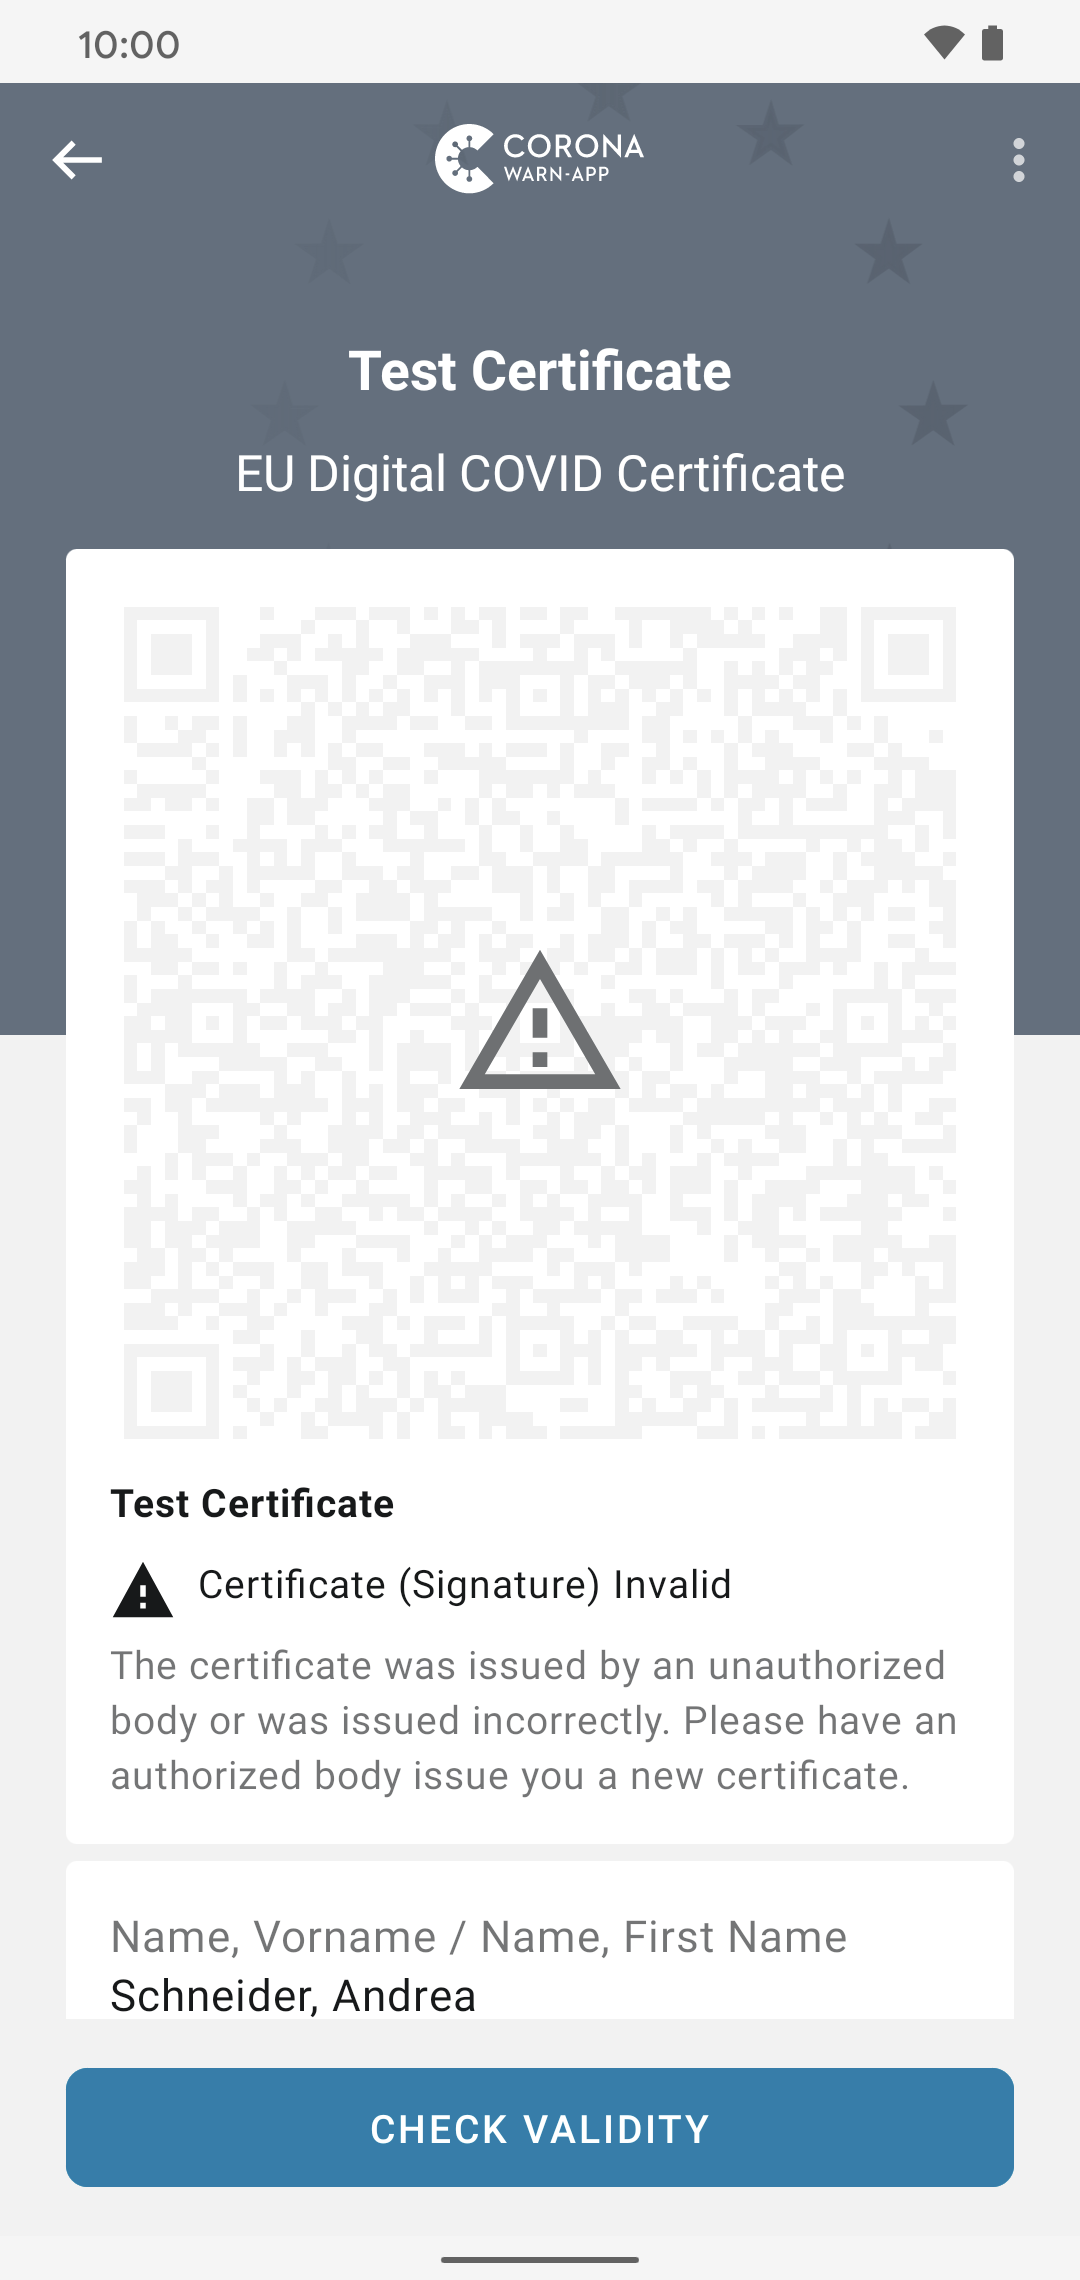 10:00
CORONA
WARN-APP
Test Certificate
EU Digital COVID Certificate
Test Certificate
Certificate (Signature) Invalid
The certificate was issued by an unauthorized
body or was issued incorrectly. Please have an
authorized body issue you a new certificate.
Name, Vorname / Name, First Name
Schneider, Andrea
CHECK VALIDITY